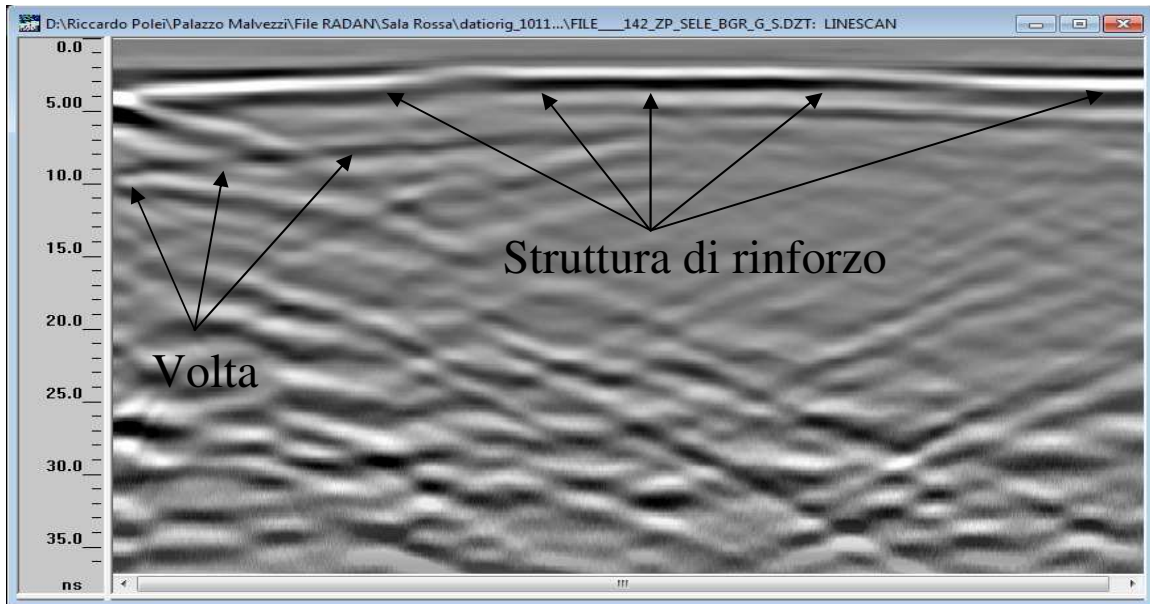 D:\Riccardo Polei\Palazzo Malvezzi\File RADAN\Sala Rossa\datiorig_1011...\FILE___142_ZP_SELE_BGR_G_S.DZT: LINESCAN
0.0
5.00
10.0
15.0
Struttura di rinforzo
20.0
Volta
25.0
30.0
35.0
ns